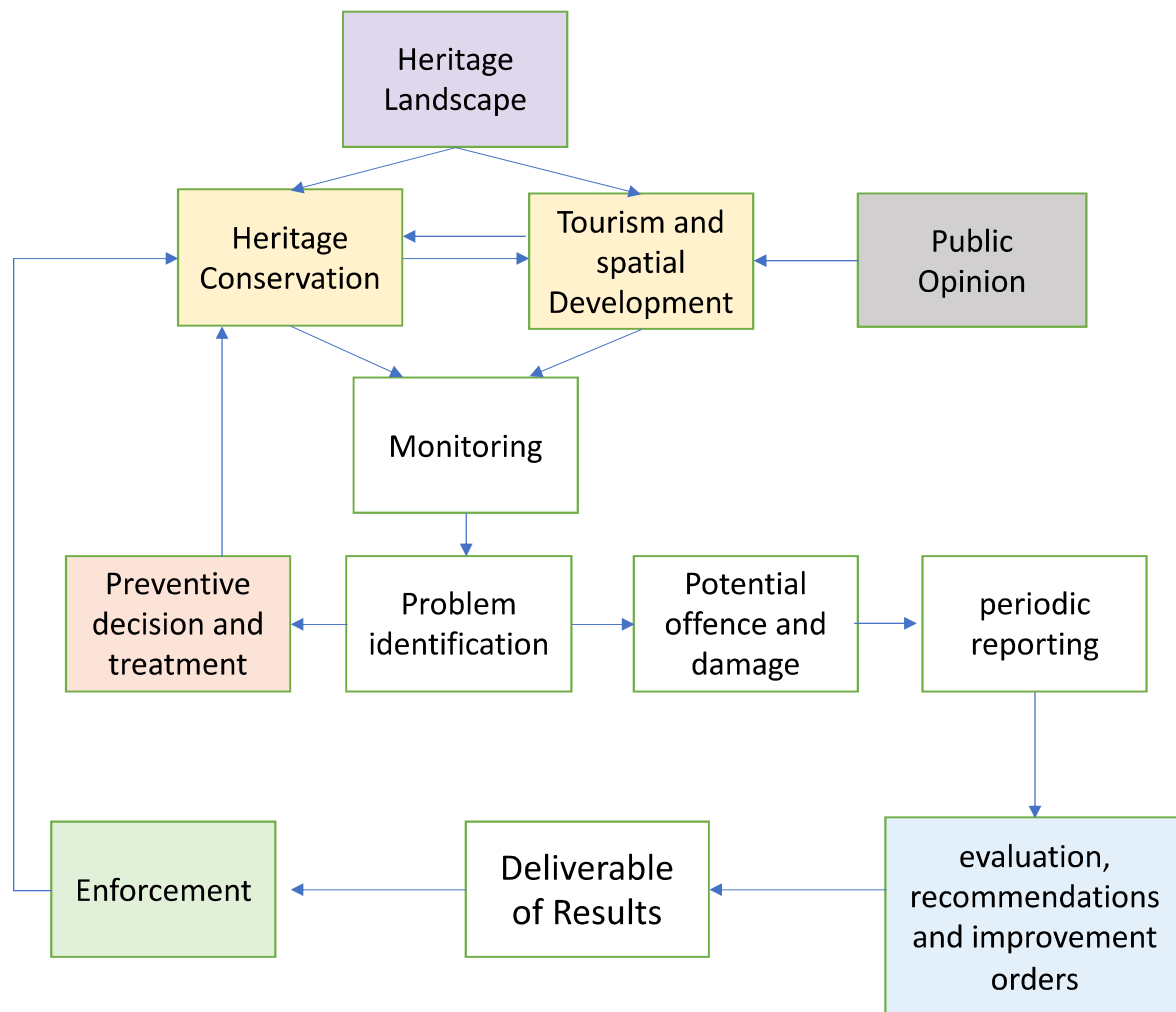 Heritage
Landscape
Heritage
Conservation
Tourism and
spatial
Development
Public
Opinion
Monitoring
Preventive
decision and
treatment
Problem
identification
Potential
offence and
damage
periodic
reporting
Enforcement
Deliverable
of Results
evaluation,
recommendations
and improvement
orders